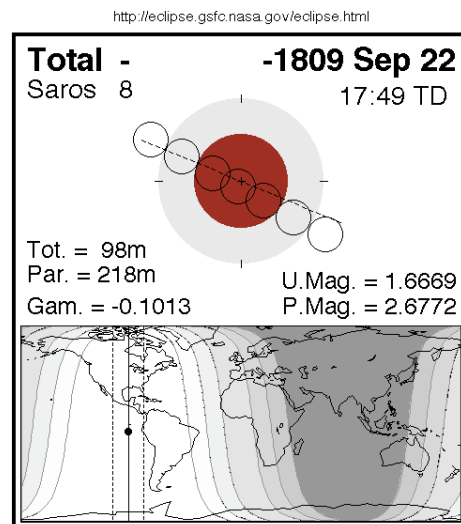 http://eclipse.gsfc.nasa.gov/eclipse.html
Total - -1809 Sep 22
Saros 8 17:49 TD
Tot. = 98m
Par. = 218m U.Mag. = 1.6669
Gam. = -0.1013 P.Mag. = 2.6772